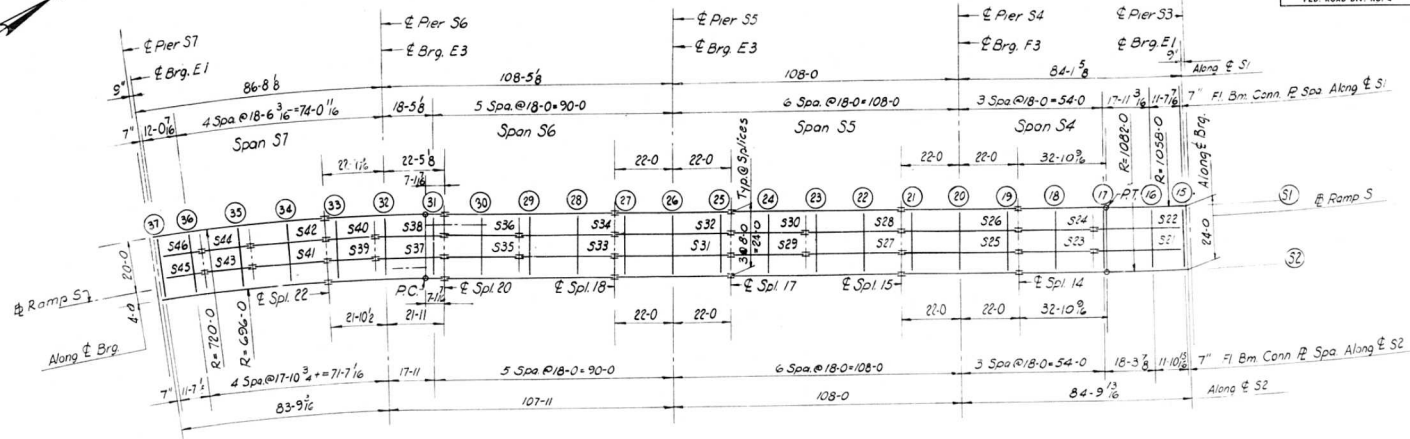 ℄ Pier S7
℄ Brg. E1
℄ Pier S6
℄ Brg. E3
℄ Pier S5
℄ Brg. E3
℄ Pier S4
℄ Brg. F3
℄ Pier S3
℄ Brg. E1
9"
9"
Along ℄ S1
86-8 1/8
108-5 1/8
108-0
84-1 5/8
7"
12-0 7/16
4 Spa. @ 18-6 3/16 -=74-0 11/16
18-5 1/8
5 Spa. @ 18-0=90-0
6 Spa. @ 18-0=108-0
3 Spa. @ 18-0=54-0
17-11 3/16
11-7 7/16
7" Fl. Bm. Conn. ℙ Spa. Along ℄ S1
Span S7
Span S6
Span S5
Span S4
22-5 1/8
22-0
22-0
22-0
22-0
32-10 9/16
Typ. @ Splices
3@8-0=24-0
R=1082-0
R=1058-0
Along ℄ Brg.
24-0
37 36 35 34 33 32 31 30 29 28 27 26 25 24 23 22 21 20 19 18 17 16 15
P.T.
S1
Ramp S
S46 S44 S42 S40 S38 S36 S34 S32 S30 S28 S26 S24 S22
S45 S43 S41 S39 S37 S35 S33 S31 S29 S27 S25 S23 S21
S2
20-0
4-0
Ramp S
Along ℄ Brg.
R=720-0
R=696-0
℄ Spl. 22
P.C.
℄ Spl. 20
℄ Spl. 18
℄ Spl. 17
℄ Spl. 15
℄ Spl. 14
21-10 1/2
21-11
22-0
22-0
22-0
22-0
32-10 9/16
7"
4 Spa. @ 17-10 3/4 +=71-7 1/16
17-11
5 Spa. @ 18-0=90-0
6 Spa. @ 18-0=108-0
3 Spa. @ 18-0=54-0
18-3 7/8
11-10 15/16
7" Fl Bm. Conn ℙ Spa. Along ℄ S2
107-11
108-0
84-9 13/16
Along ℄ S2